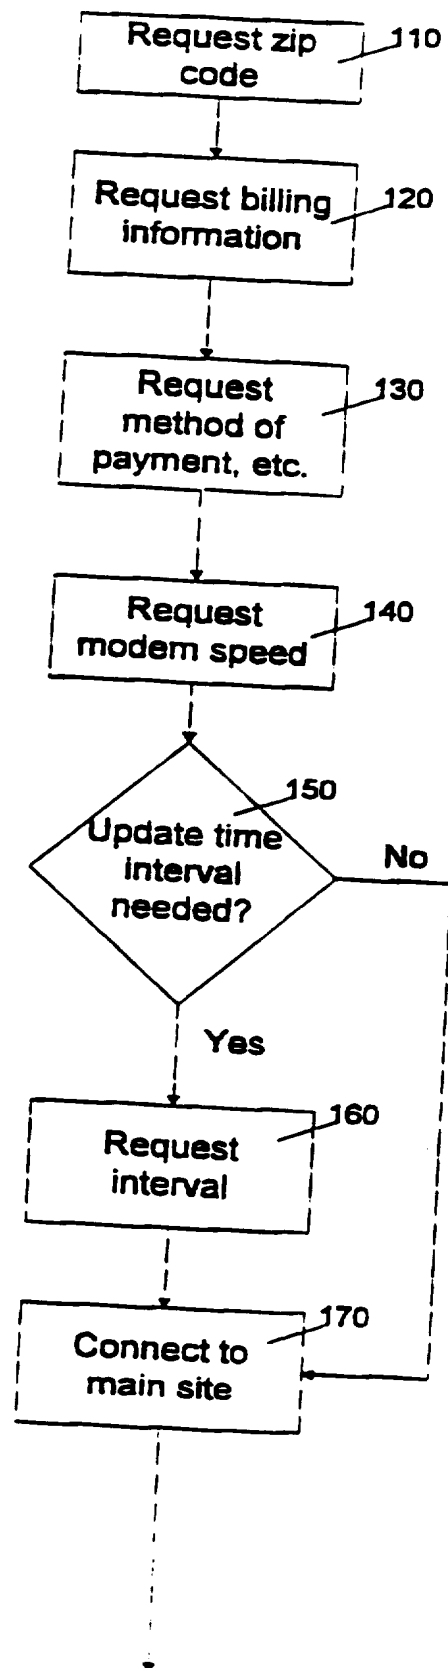 Request zip
code
110
Request billing
information
120
Request
method of
payment, etc.
130
Request
modem speed
140
150
Update time
interval
needed?
No
Yes
Request
interval
160
Connect to
main site
170